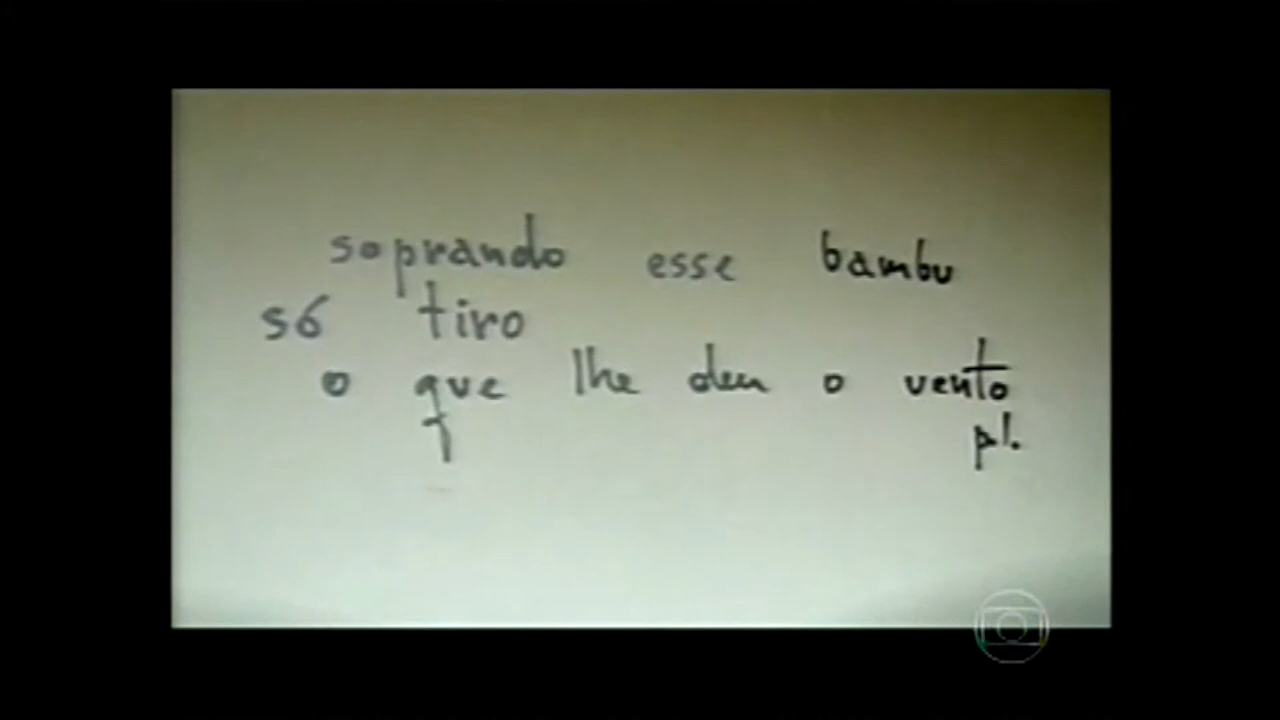 soprando esse bambu
só tiro
o que lhe deu o vento
pl.